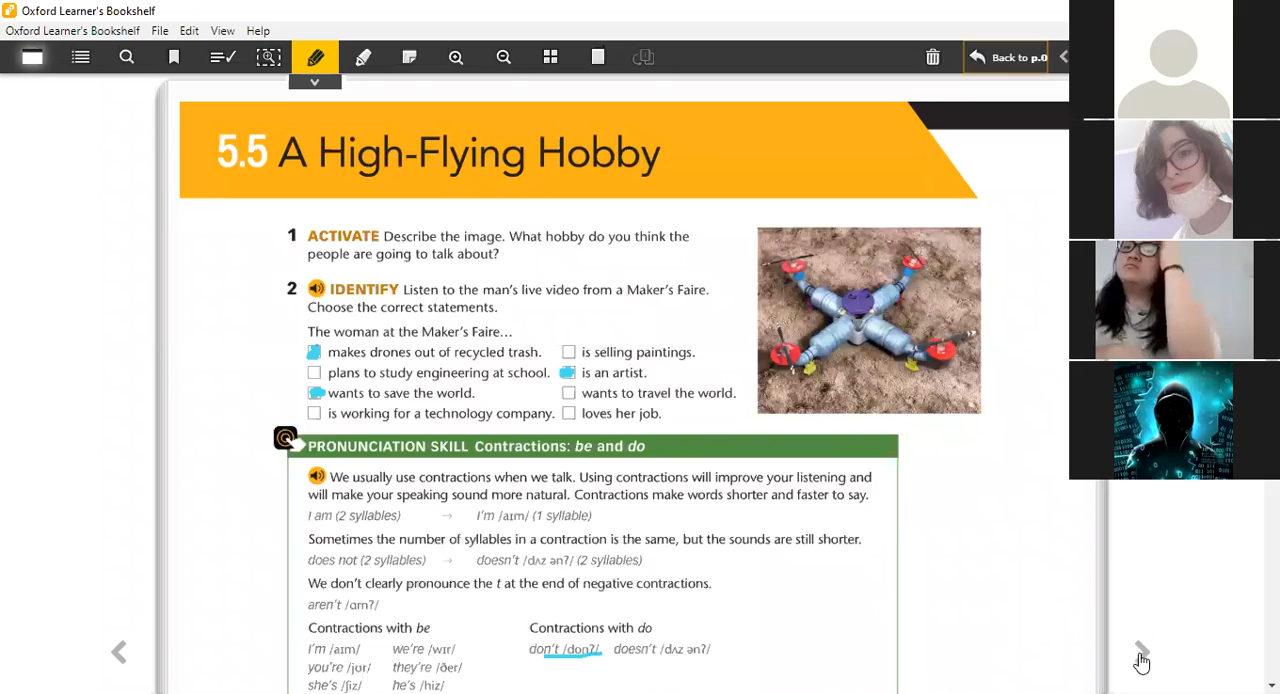 Oxford Learner's Bookshelf
Oxford Learner's Bookshelf File Edit View Help
Back to p.0
5.5 A High-Flying Hobby
1 ACTIVATE Describe the image. What hobby do you think the
people are going to talk about?
2 IDENTIFY Listen to the man's live video from a Maker's Faire.
Choose the correct statements.
The woman at the Maker's Faire…
makes drones out of recycled trash. is selling paintings.
plans to study engineering at school. is an artist.
wants to save the world. wants to travel the world.
is working for a technology company. loves her job.
PRONUNCIATION SKILL Contractions: be and do
We usually use contractions when we talk. Using contractions will improve your listening and
will make your speaking sound more natural. Contractions make words shorter and faster to say.
I am (2 syllables) → I'm /aɪm/ (1 syllable)
Sometimes the number of syllables in a contraction is the same, but the sounds are still shorter.
does not (2 syllables) → doesn't /dʌz ənʔ/ (2 syllables)
We don't clearly pronounce the t at the end of negative contractions.
aren't /ɑrnʔ/
Contractions with be Contractions with do
I'm /aɪm/ we're /wɪr/ don't /donʔ/ doesn't /dʌz ənʔ/
you're /jʊr/ they're /ðer/
she's /ʃiz/ he's /hiz/